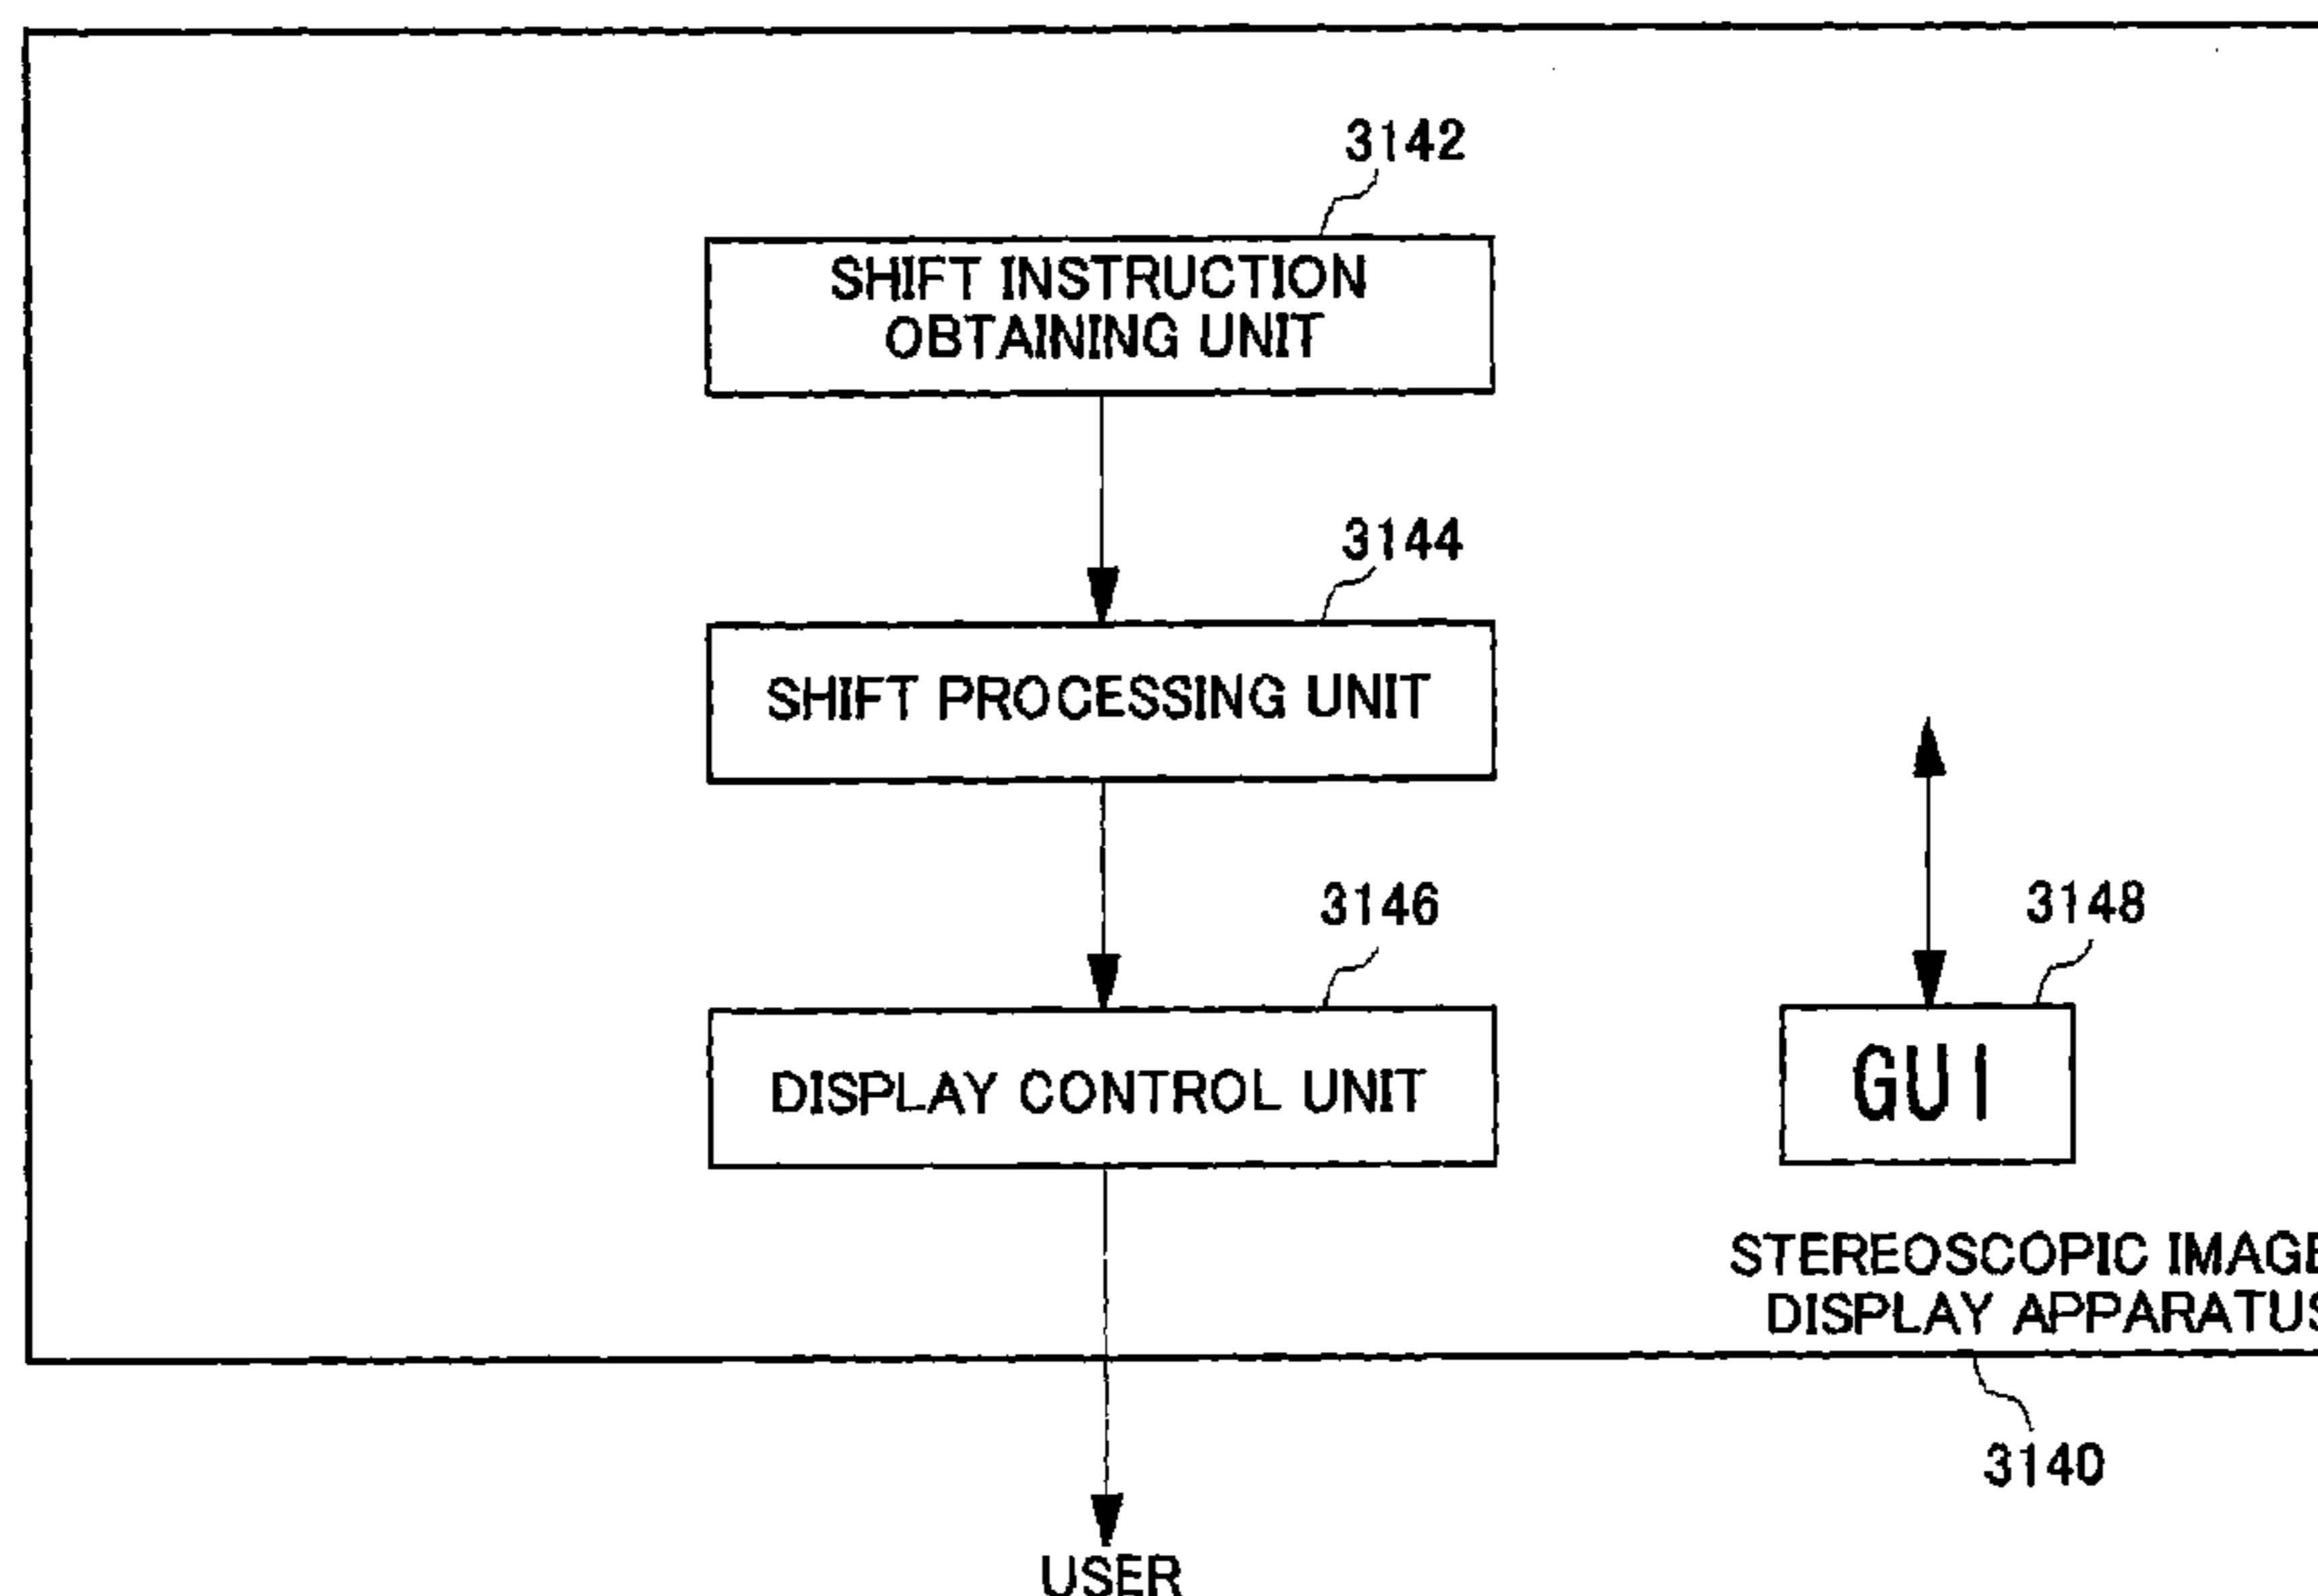 3142
SHIFT INSTRUCTION
OBTAINING UNIT
3144
SHIFT PROCESSING UNIT
3146
DISPLAY CONTROL UNIT
3148
GUI
STEREOSCOPIC IMAGE
DISPLAY APPARATUS
3140
USER